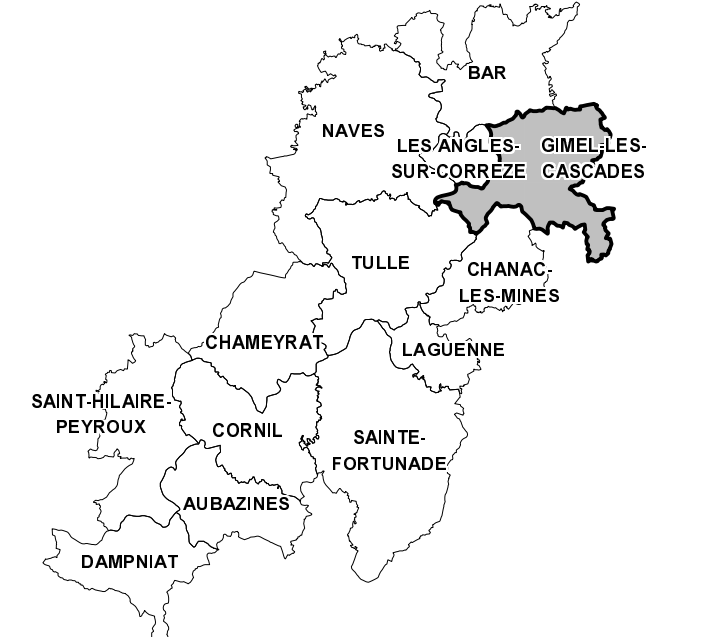 BAR
NAVES
LES ANGLES-
SUR-CORREZE
GIMEL-LES-
CASCADES
TULLE
CHANAC-
LES-MINES
CHAMEYRAT
LAGUENNE
SAINT-HILAIRE-
PEYROUX
CORNIL
SAINTE-
FORTUNADE
AUBAZINES
DAMPNIAT